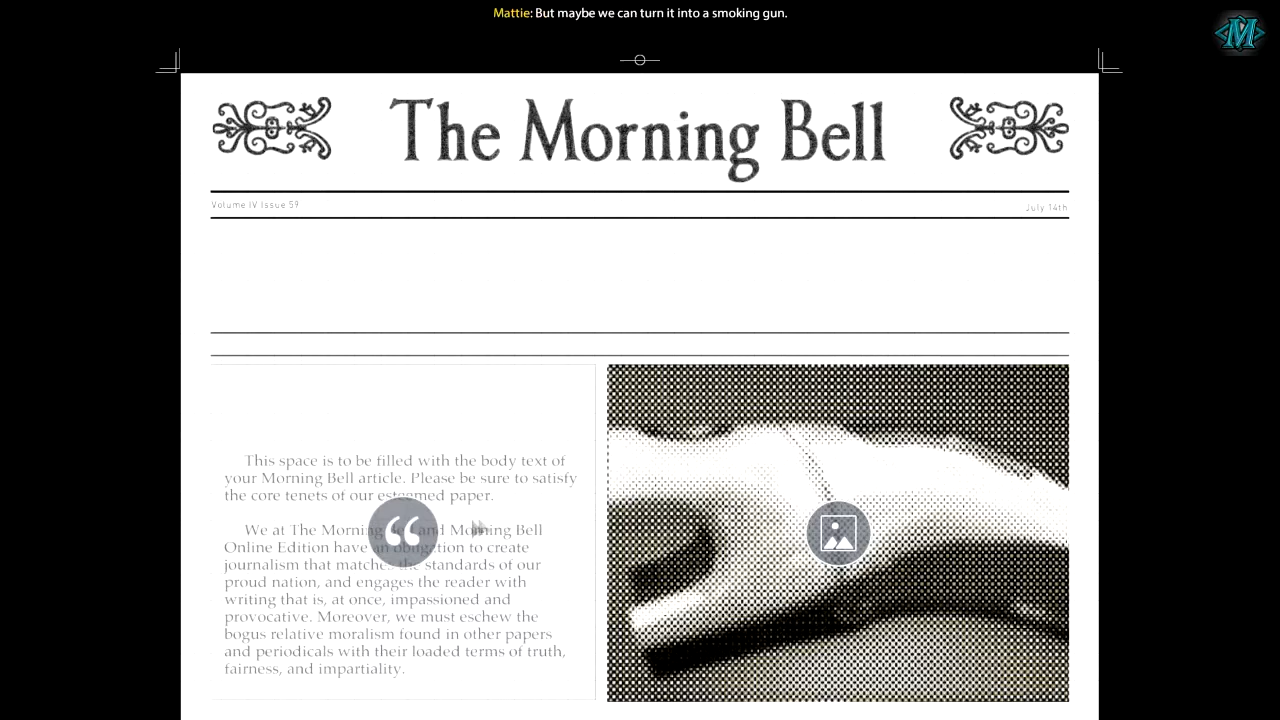 Mattie: But maybe we can turn it into a smoking gun.
M
The Morning Bell
Volume IV Issue 59
July 14th
This space is to be filled with the body text of
your Morning Bell article. Please be sure to satisfy
the core tenets of our esteemed paper.
We at The Morning Bell and Morning Bell
Online Edition have an obligation to create
journalism that matches the standards of our
proud nation, and engages the reader with
writing that is, at once, impassioned and
provocative. Moreover, we must eschew the
bogus relative moralism found in other papers
and periodicals with their loaded terms of truth,
fairness, and impartiality.